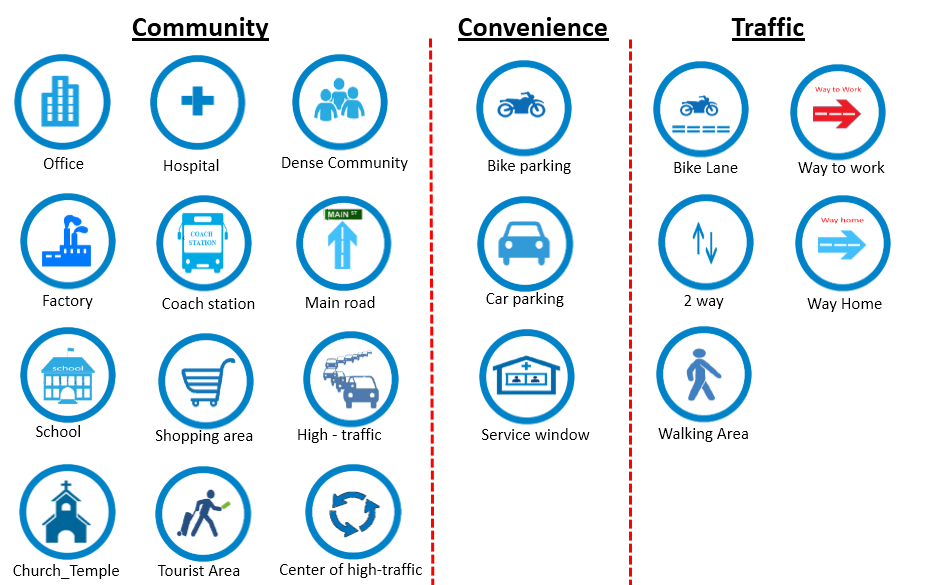 Community
Convenience
Traffic
Way to Work
Office
Hospital
Dense Community
Bike parking
Bike Lane
Way to work
MAIN ST
COACH
STATION
Way home
Factory
Coach station
Main road
Car parking
2 way
Way Home
school
School
Shopping area
High - traffic
Service window
Walking Area
Church_Temple
Tourist Area
Center of high-traffic